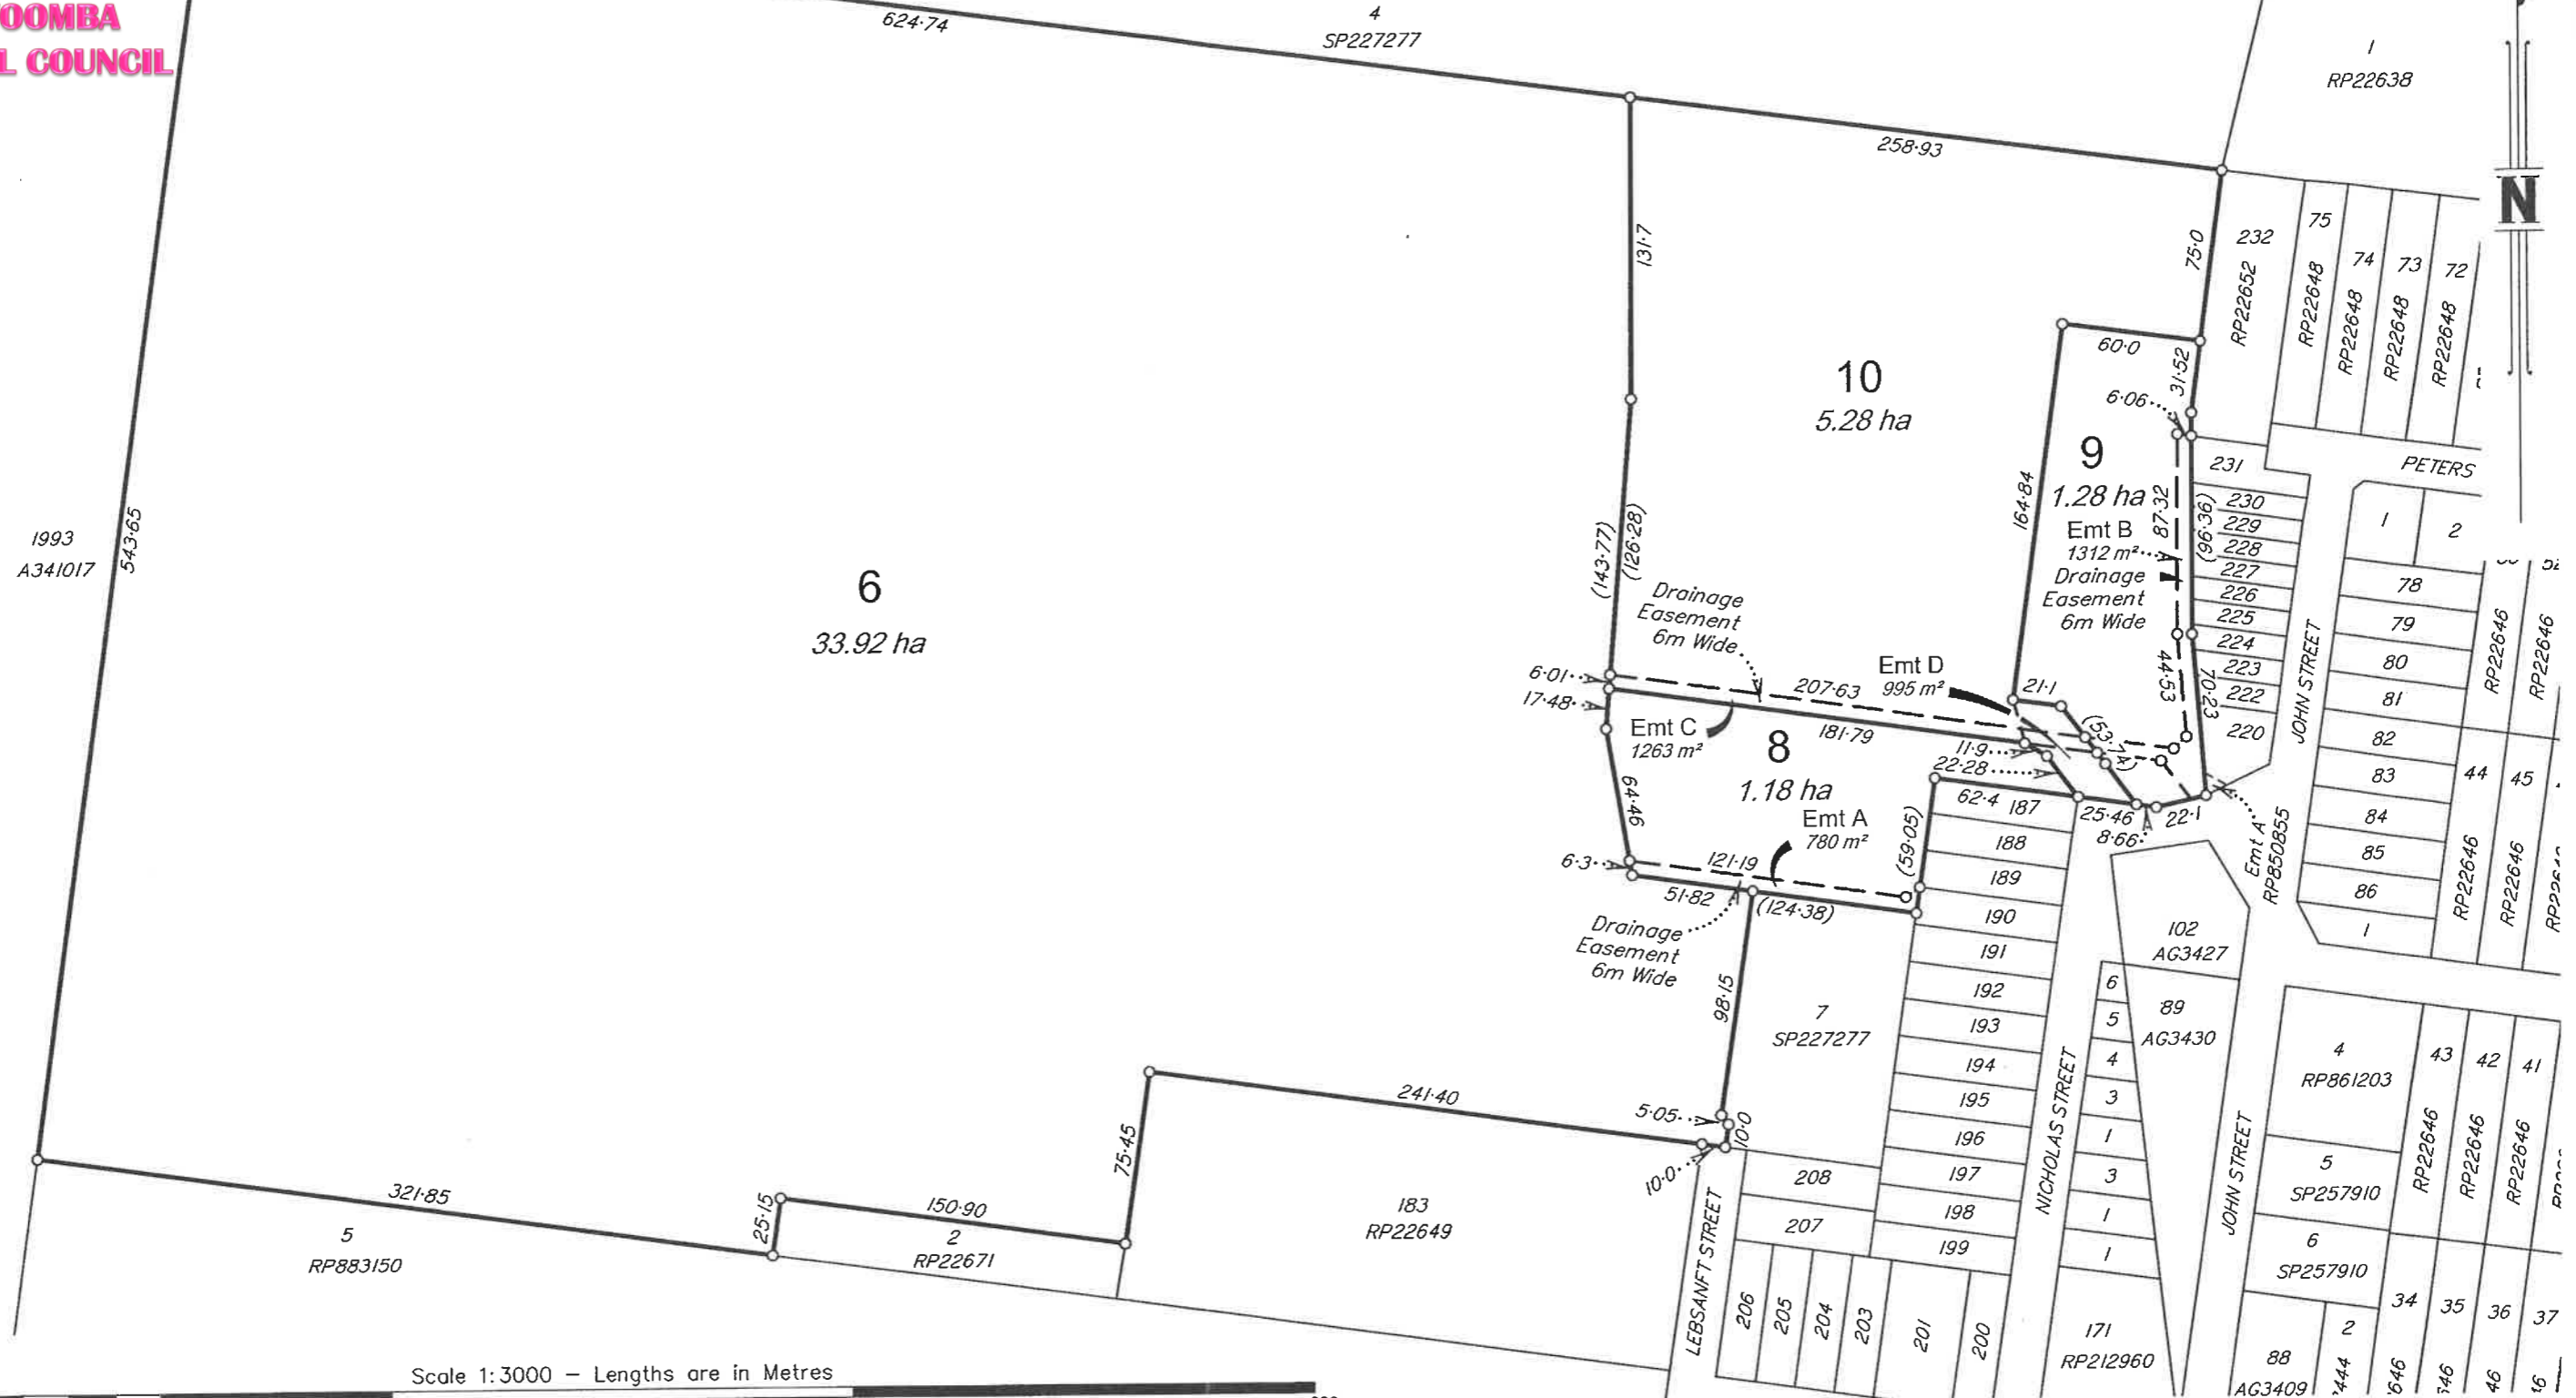 OOMBA
L COUNCIL
624·74
4
SP227277
1
RP22638
258·93
N
131·7
75·0
232
RP22652
75
RP22648
74
RP22648
73
RP22648
72
RP22648
60·0
31·52
10
5.28 ha
6·06
9
1.28 ha
Emt B
1312 m²
Drainage
Easement
6m Wide
87·32
(96·36)
164·84
231
230
229
228
227
226
225
224
223
222
220
PETERS
1
2
78
79
80
81
82
83
84
85
86
1
RP22646
RP22646
JOHN STREET
1993
A341017
543·65
6
33.92 ha
(143·77)
(126·28)
Drainage
Easement
6m Wide
6·01
17·48
207·63
Emt D
995 m²
21·1
(53·74)
44·53
70·23
Emt C
1263 m²
181·79
8
1.18 ha
11·9
22·28
64·46
62·4
187
25·46
8·66
22·1
Emt A
RP850855
44
45
RP22646
RP22646
Emt A
780 m²
(59·05)
6·3
121·19
51·82
(124·38)
Drainage
Easement
6m Wide
188
189
190
191
192
193
194
195
196
197
198
199
102
AG3427
89
AG3430
6
5
4
3
1
3
1
1
7
SP227277
98·15
5·05
10·0
10·0
241·40
75·45
183
RP22649
150·90
25·15
2
RP22671
321·85
5
RP883150
208
207
206
205
204
203
201
200
LEBSANFT STREET
NICHOLAS STREET
JOHN STREET
4
RP861203
5
SP257910
6
SP257910
43
42
41
RP22646
RP22646
RP22646
34
35
36
37
171
RP212960
88
AG3409
2
Scale 1:3000 – Lengths are in Metres